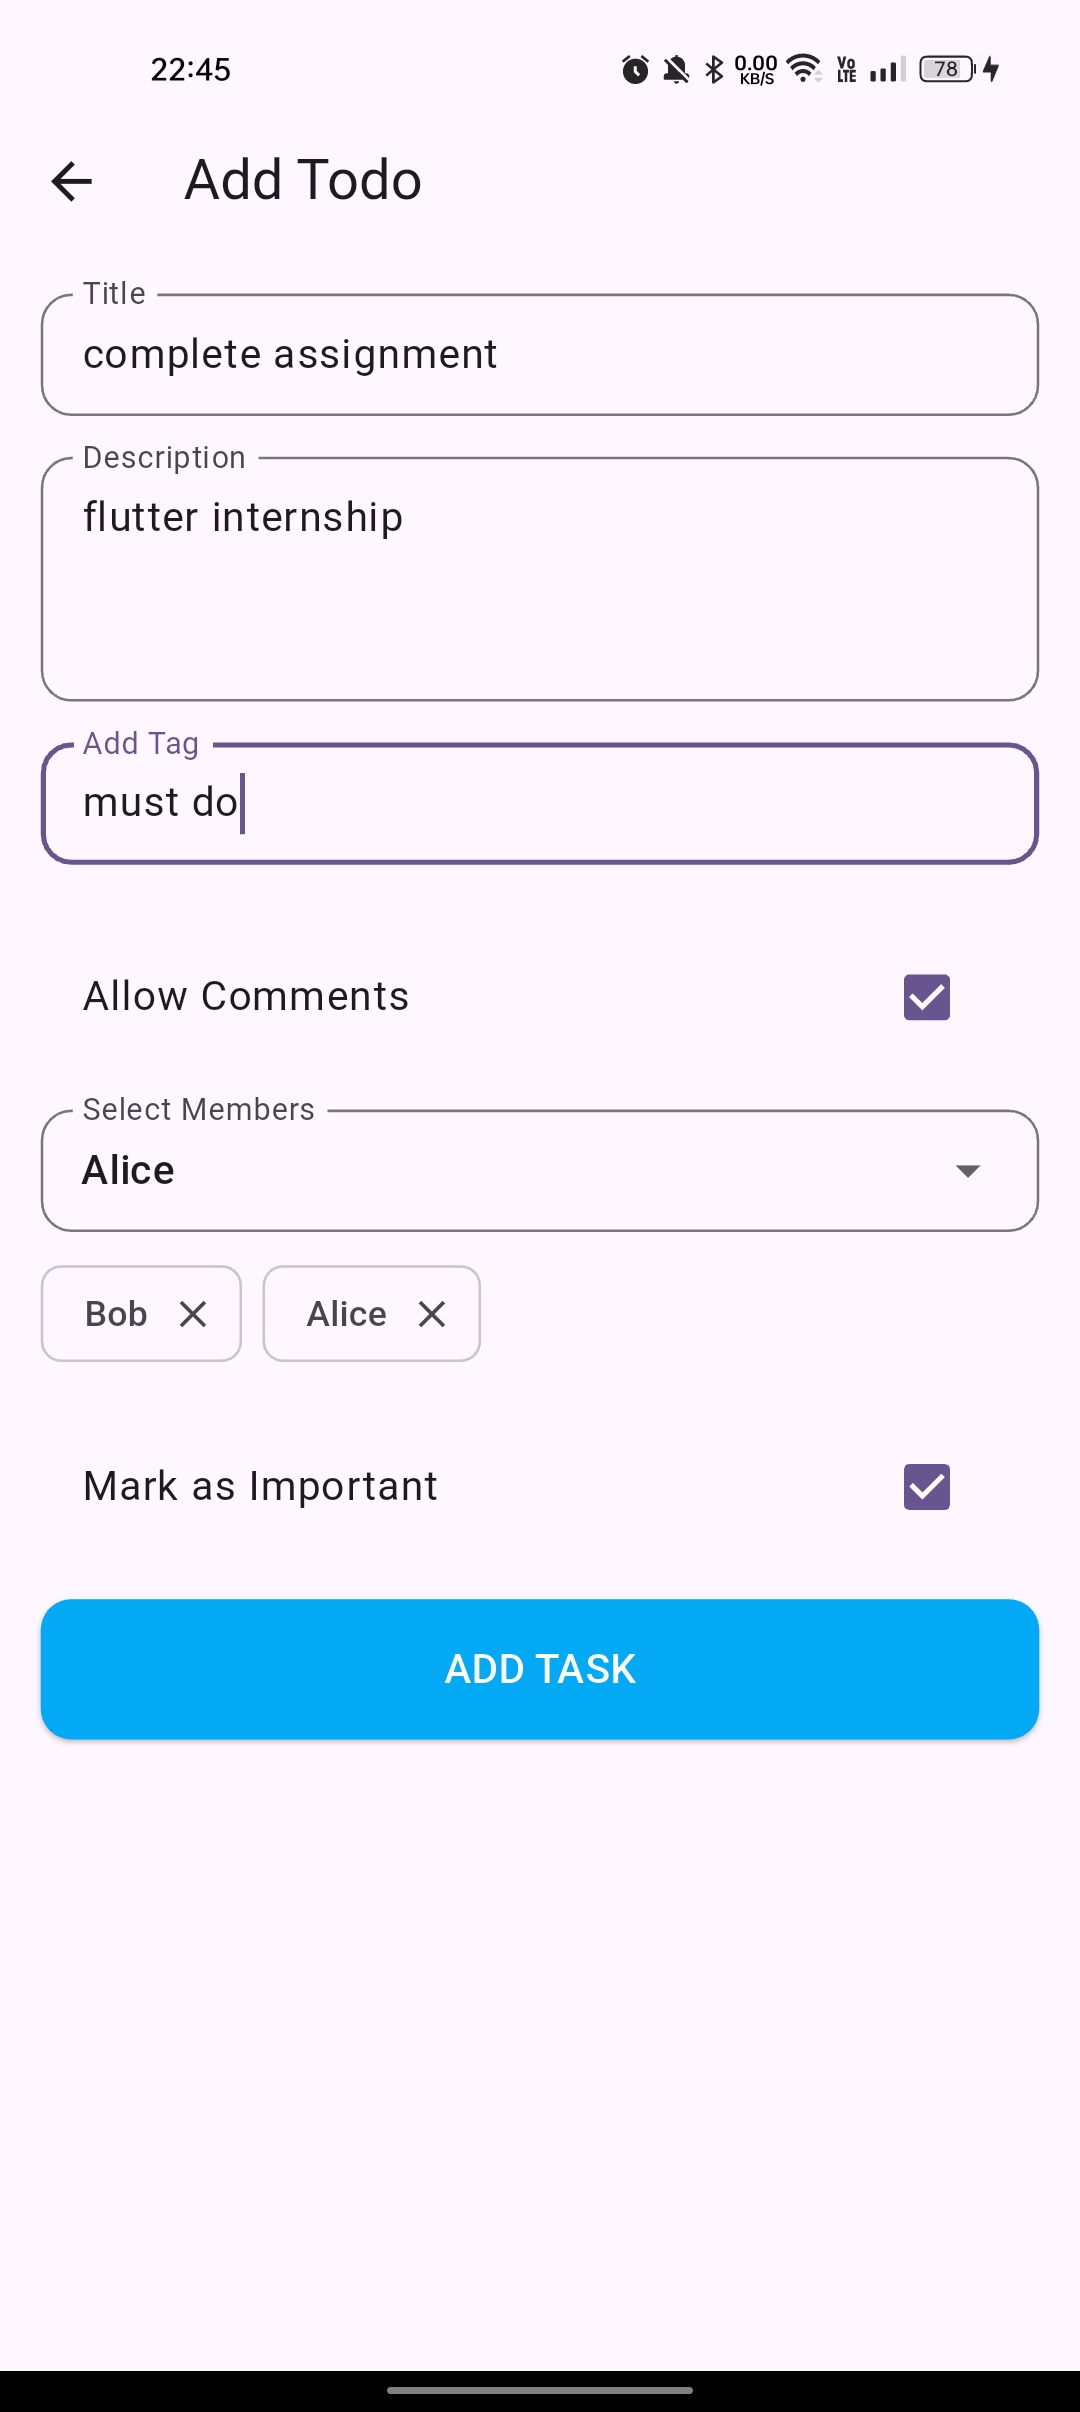 22:45 0.00 KB/S Vo LTE 78
Add Todo
Title
complete assignment
Description
flutter internship
Add Tag
must do
Allow Comments
Select Members
Alice
Bob Alice
Mark as Important
ADD TASK